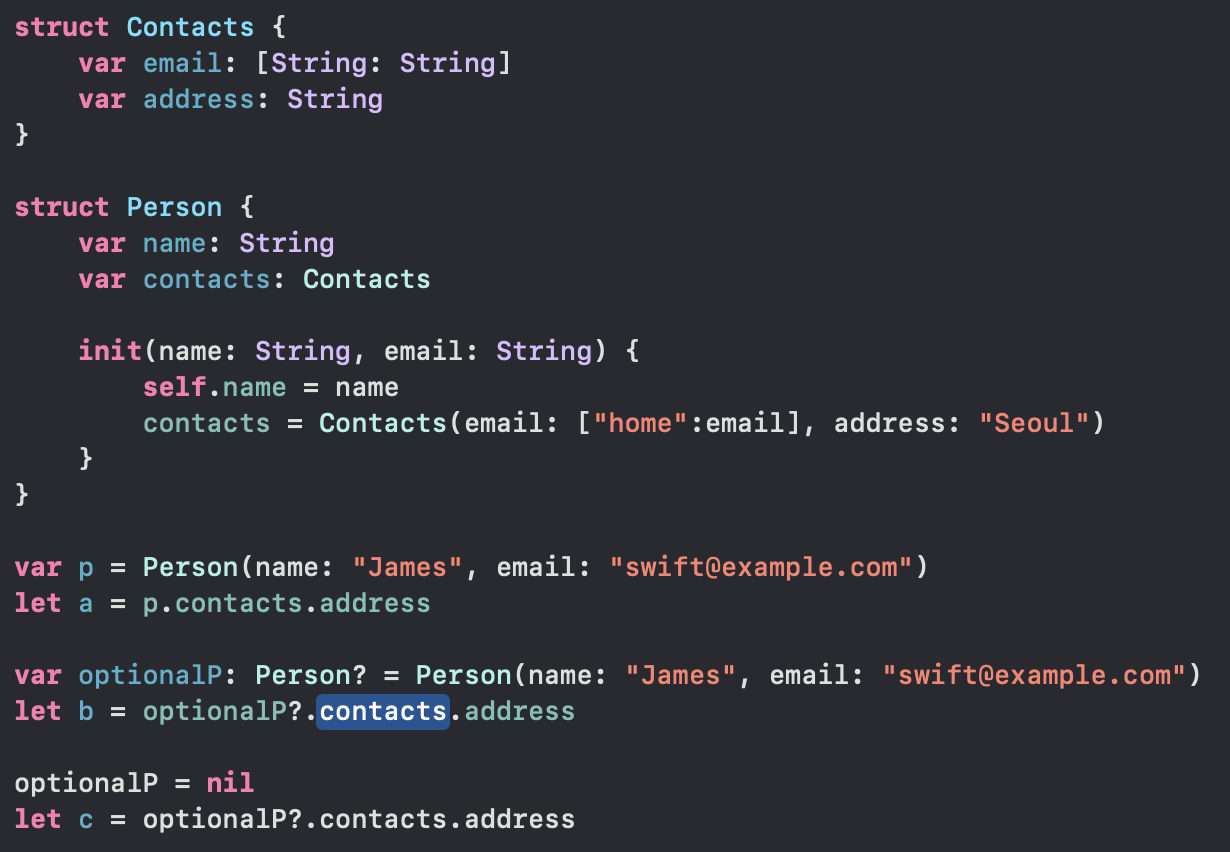 struct Contacts {
    var email: [String: String]
    var address: String
}

struct Person {
    var name: String
    var contacts: Contacts

    init(name: String, email: String) {
        self.name = name
        contacts = Contacts(email: ["home":email], address: "Seoul")
    }
}

var p = Person(name: "James", email: "swift@example.com")
let a = p.contacts.address

var optionalP: Person? = Person(name: "James", email: "swift@example.com")
let b = optionalP?.contacts.address

optionalP = nil
let c = optionalP?.contacts.address